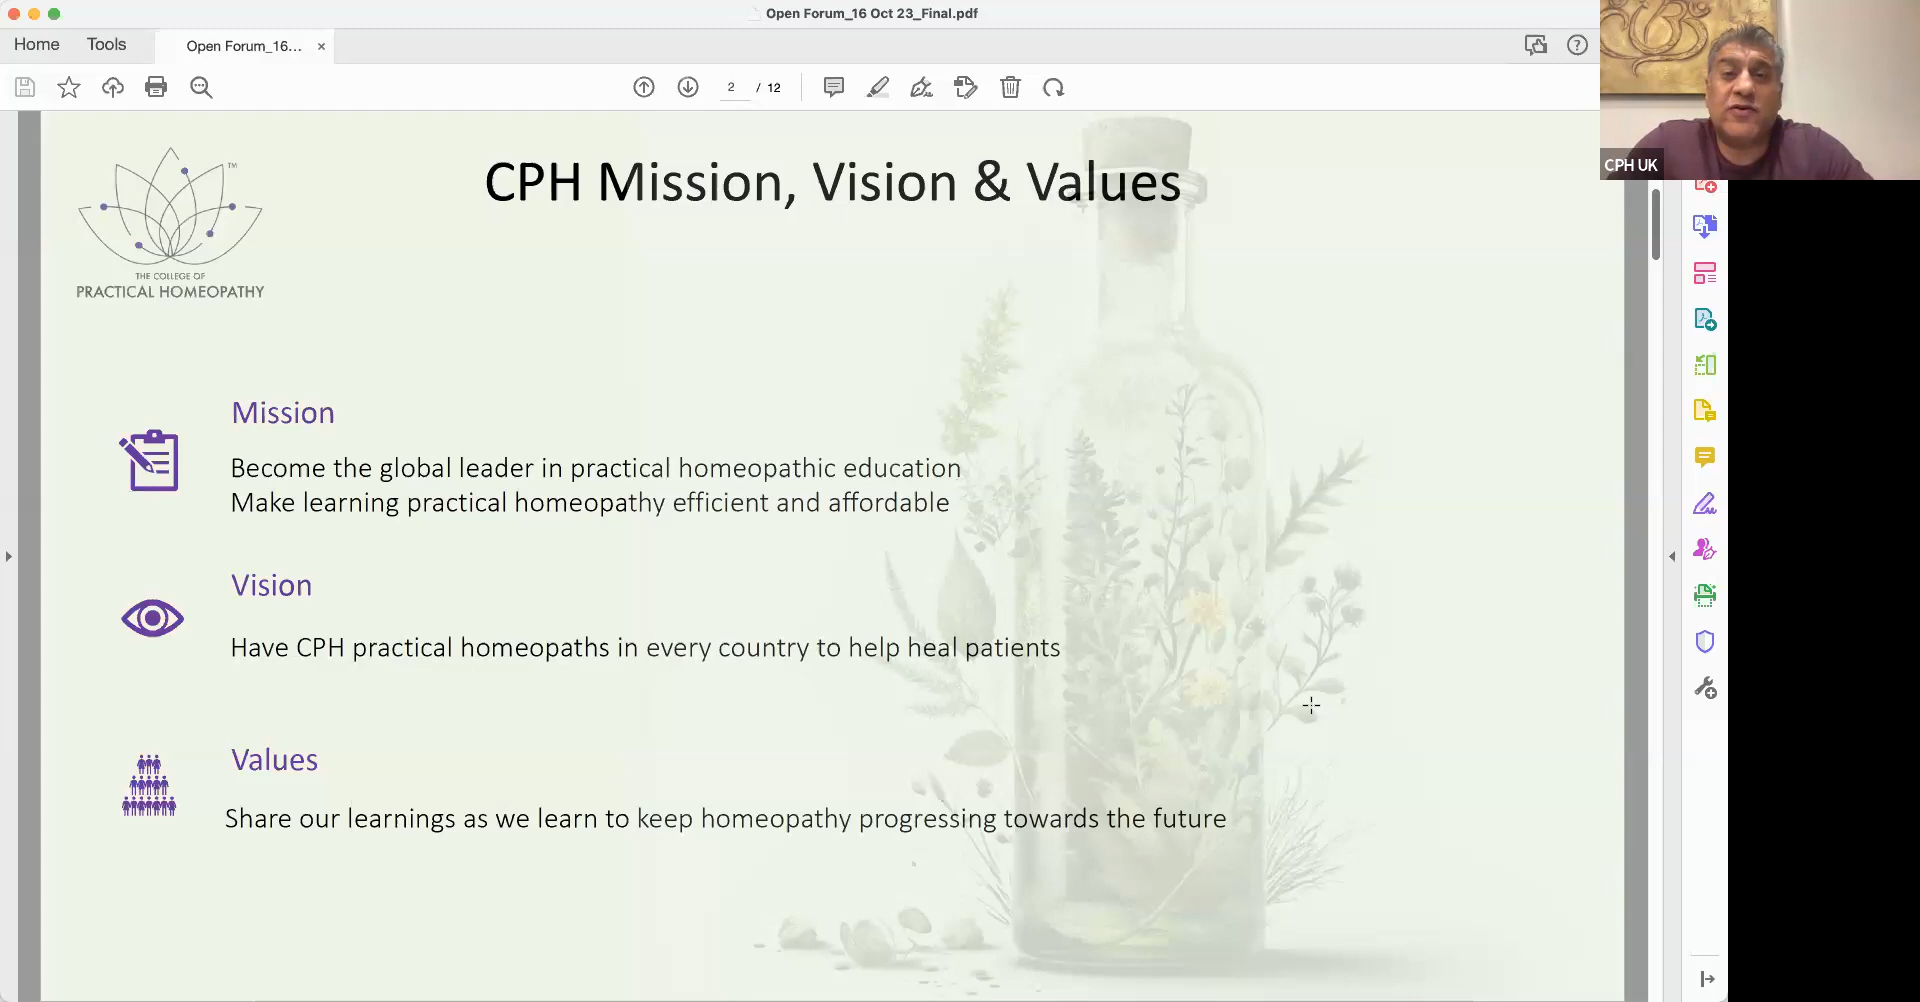 Open Forum_16 Oct 23_Final.pdf
Home
Tools
Open Forum_16...
×
?
2
/ 12
CPH UK
CPH Mission, Vision & Values
TM
THE COLLEGE OF
PRACTICAL HOMEOPATHY
Mission
Become the global leader in practical homeopathic education
Make learning practical homeopathy efficient and affordable
Vision
Have CPH practical homeopaths in every country to help heal patients
Values
Share our learnings as we learn to keep homeopathy progressing towards the future